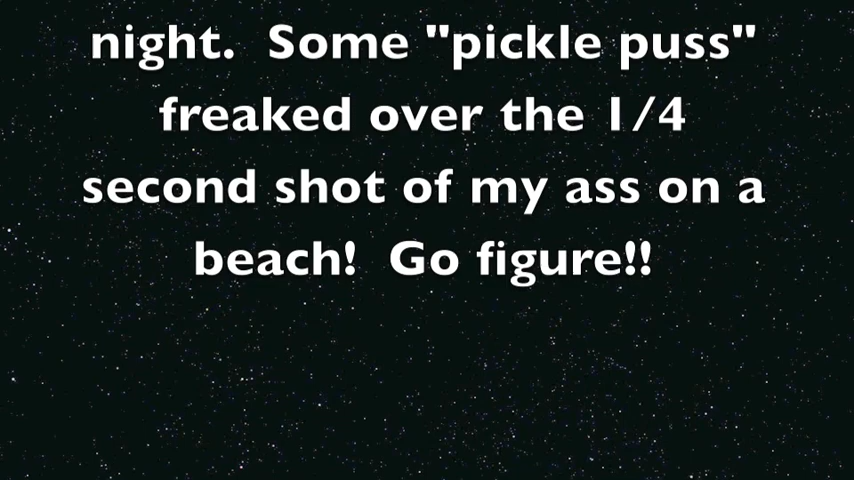 night.  Some "pickle puss"
freaked over the 1/4
second shot of my ass on a
beach!  Go figure!!